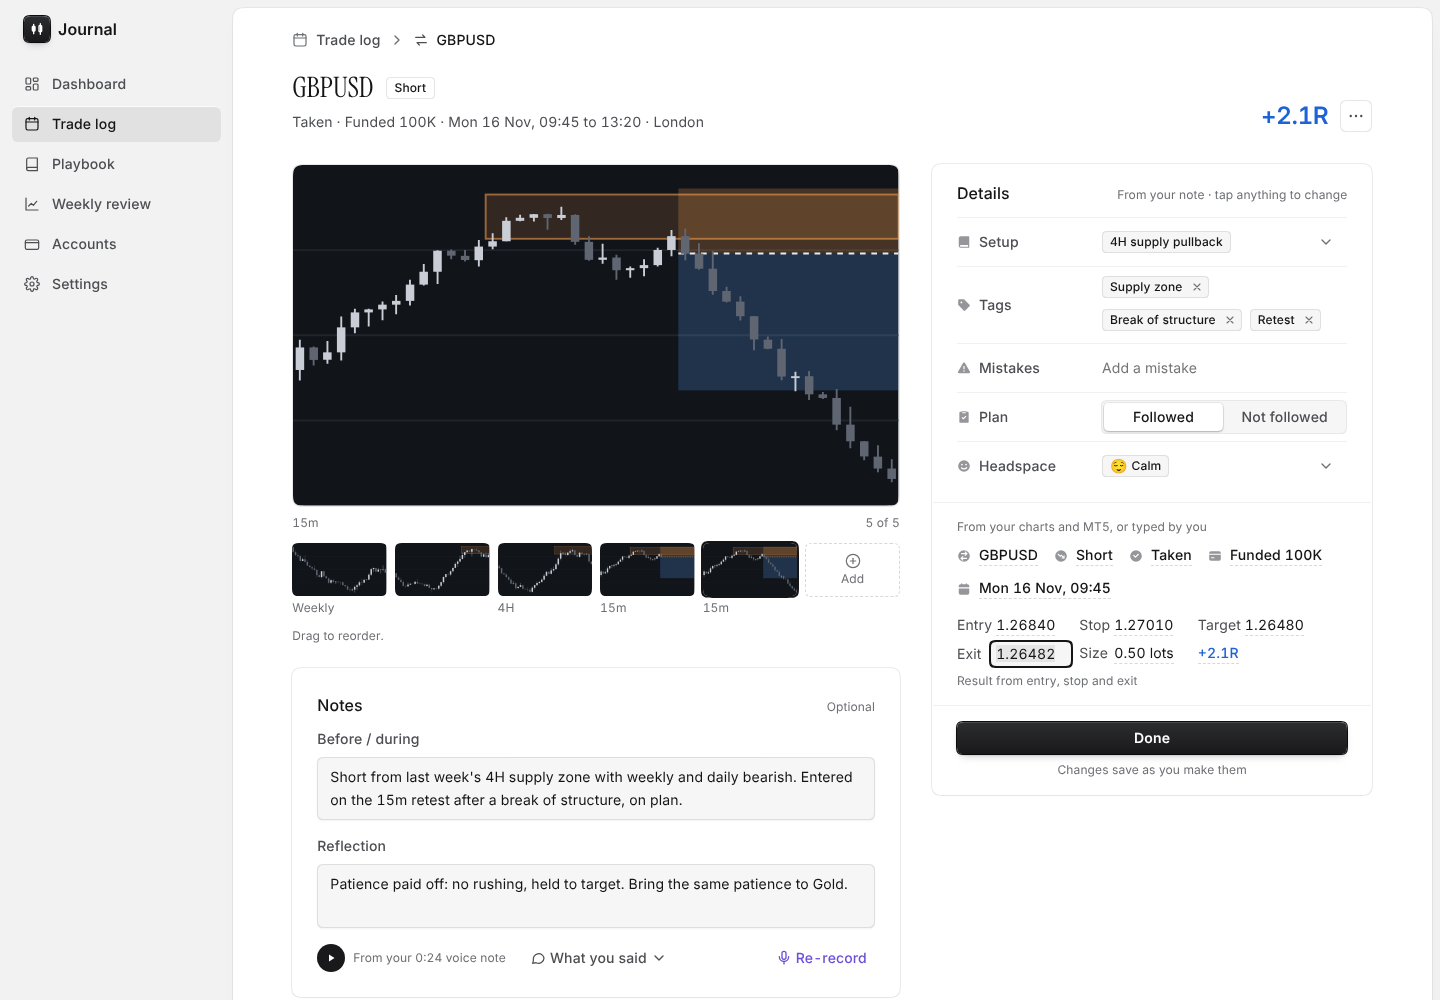 Journal
Dashboard
Trade log
Playbook
Weekly review
Accounts
Settings
Trade log > GBPUSD
GBPUSD Short
Taken · Funded 100K · Mon 16 Nov, 09:45 to 13:20 · London
+2.1R
15m 5 of 5
Weekly 4H 15m 15m
Add
Drag to reorder.
Notes Optional
Before / during
Short from last week's 4H supply zone with weekly and daily bearish. Entered
on the 15m retest after a break of structure, on plan.
Reflection
Patience paid off: no rushing, held to target. Bring the same patience to Gold.
From your 0:24 voice note What you said Re-record
Details From your note · tap anything to change
Setup 4H supply pullback
Tags Supply zone
Break of structure Retest
Mistakes Add a mistake
Plan Followed Not followed
Headspace 😌 Calm
From your charts and MT5, or typed by you
GBPUSD Short Taken Funded 100K
Mon 16 Nov, 09:45
Entry 1.26840 Stop 1.27010 Target 1.26480
Exit 1.26482 Size 0.50 lots +2.1R
Result from entry, stop and exit
Done
Changes save as you make them